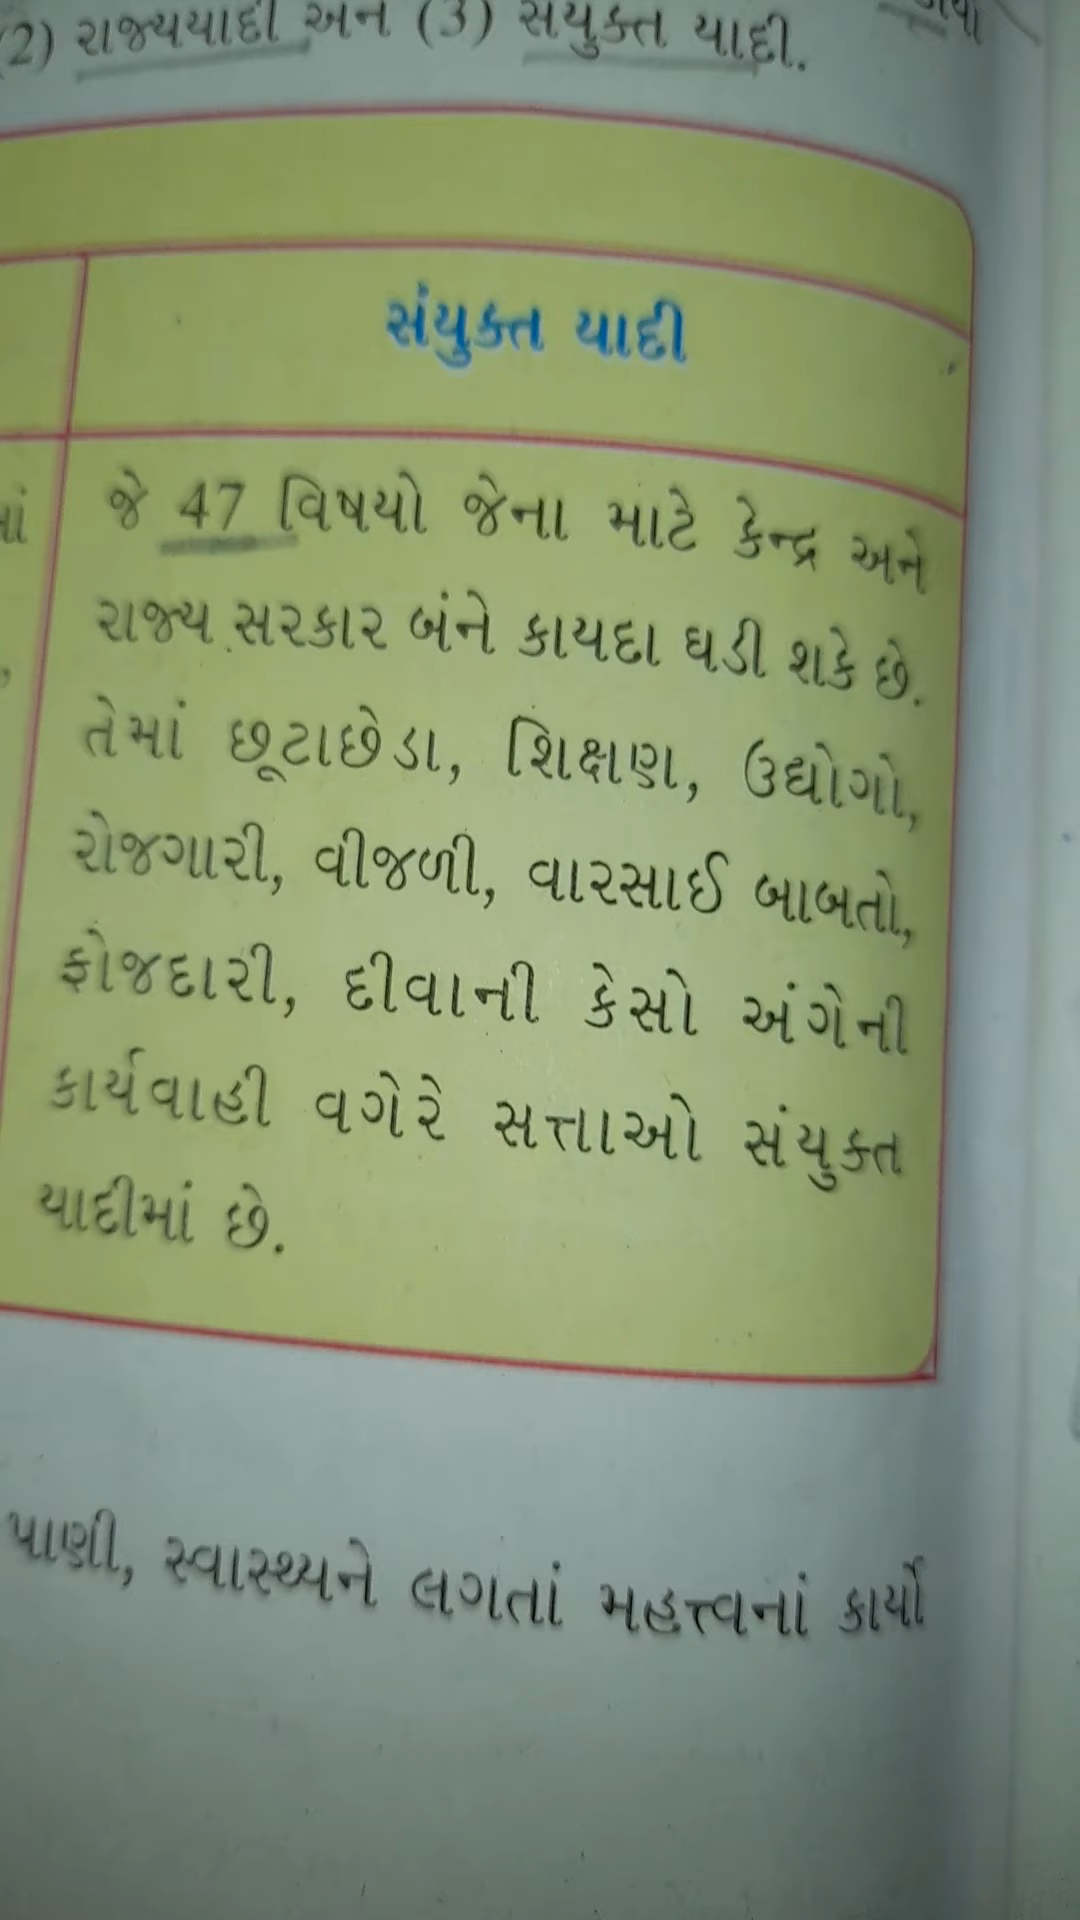 (2) રાજ્યયાદી અને (3) સંયુક્ત યાદી.
સંયુક્ત યાદી
જે 47 વિષયો જેના માટે કેન્દ્ર અને
રાજ્ય સરકાર બંને કાયદા ઘડી શકે છે.
તેમાં છૂટાછેડા, શિક્ષણ, ઉદ્યોગો,
રોજગારી, વીજળી, વારસાઈ બાબતો,
ફોજદારી, દીવાની કેસો અંગેની
કાર્યવાહી વગેરે સત્તાઓ સંયુક્ત
યાદીમાં છે.
પાણી, સ્વાસ્થ્યને લગતાં મહત્ત્વનાં કાર્યો